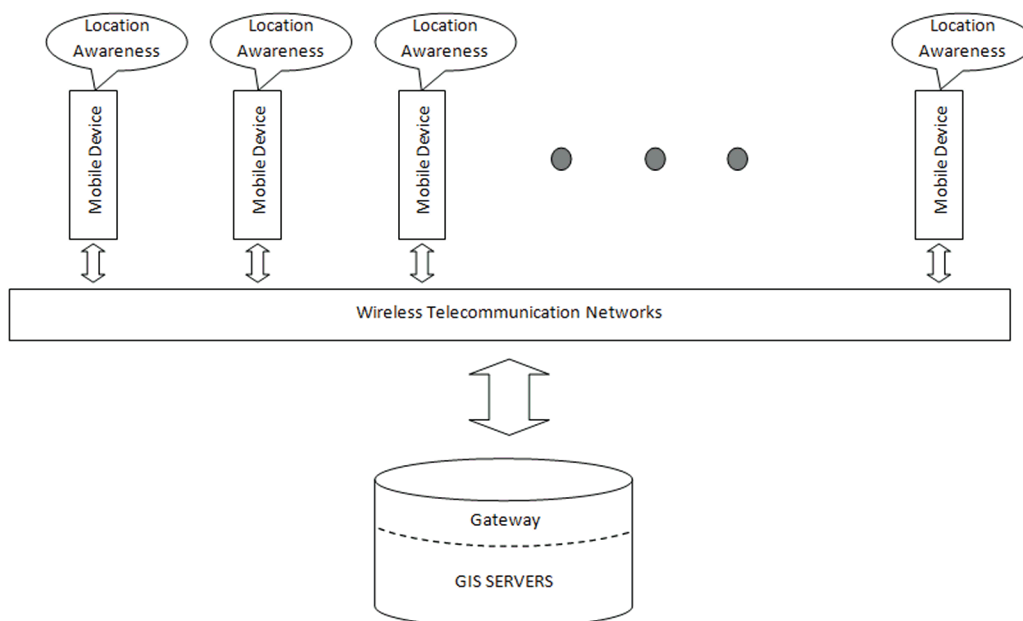 Location
Awareness
Location
Awareness
Location
Awareness
Location
Awareness
Mobile Device
Mobile Device
Mobile Device
Mobile Device
Wireless Telecommunication Networks
Gateway
GIS SERVERS